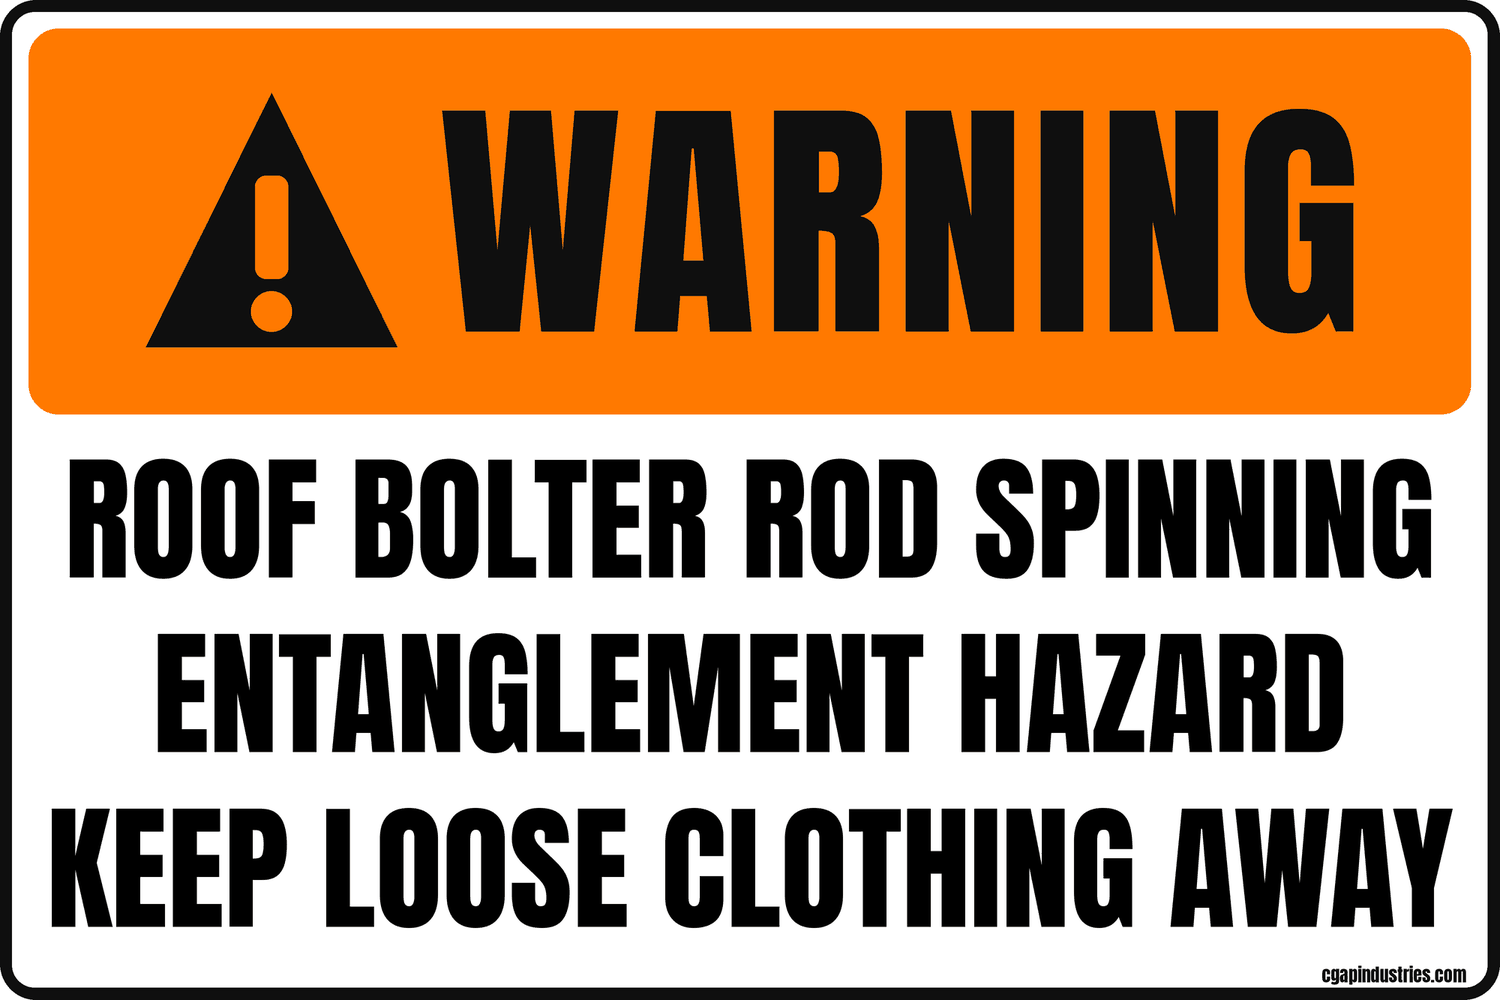 WARNING
ROOF BOLTER ROD SPINNING
ENTANGLEMENT HAZARD
KEEP LOOSE CLOTHING AWAY
cgapindustries.com